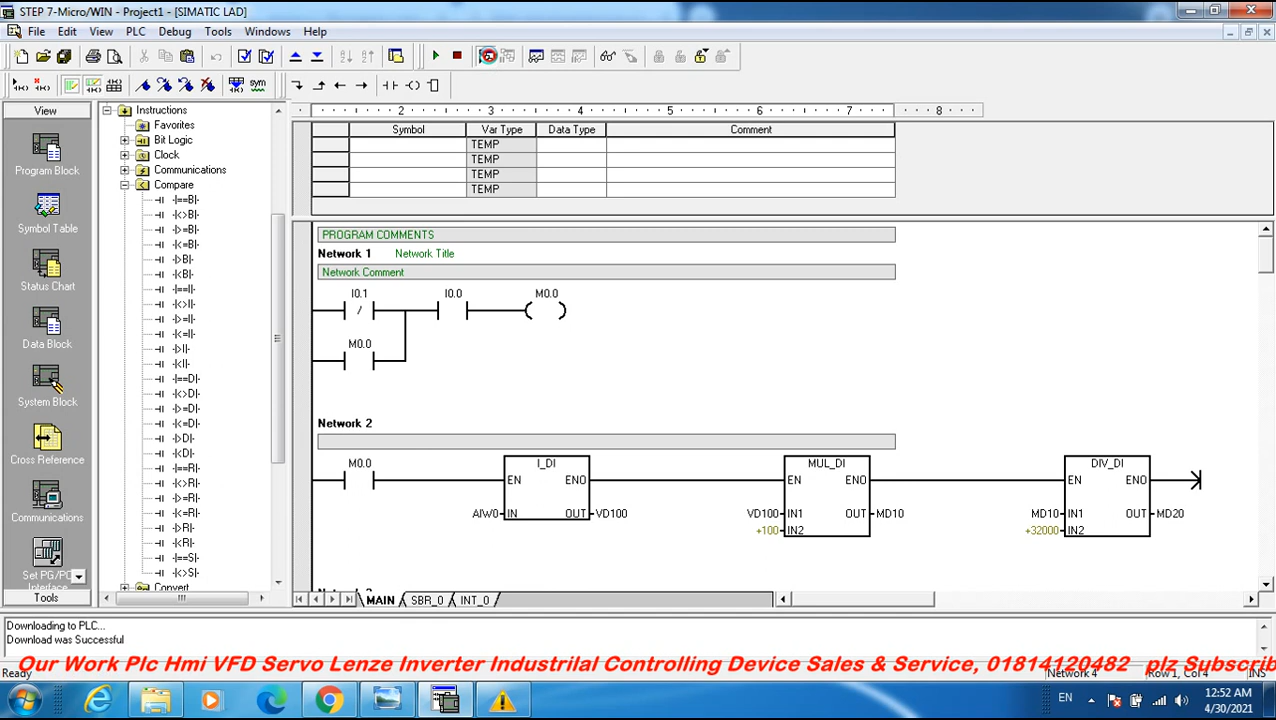 STEP 7-Micro/WIN - Project1 - [SIMATIC LAD]
File Edit View PLC Debug Tools Windows Help
View
Program Block
Symbol Table
Status Chart
Data Block
System Block
Cross Reference
Communications
Set PG/PC
Interface
Tools
Instructions
Favorites
Bit Logic
Clock
Communications
Compare
-|==B|-
-|<>B|-
-|>=B|-
-|<=B|-
-|>B|-
-|<B|-
-|==I|-
-|<>I|-
-|>=I|-
-|<=I|-
-|>I|-
-|<I|-
-|==D|-
-|<>D|-
-|>=D|-
-|<=D|-
-|>D|-
-|<D|-
-|==R|-
-|<>R|-
-|>=R|-
-|<=R|-
-|>R|-
-|<R|-
-|==S|-
-|<>S|-
Convert
2 3 4 5 6 7 8
Symbol Var Type Data Type Comment
TEMP
TEMP
TEMP
TEMP
PROGRAM COMMENTS
Network 1 Network Title
Network Comment
I0.1 I0.0 M0.0
/
M0.0
Network 2
M0.0 I_DI MUL_DI DIV_DI
EN ENO EN ENO EN ENO
AIW0 IN OUT VD100 VD100 IN1 OUT MD10 MD10 IN1 OUT MD20
+100 IN2 +32000 IN2
MAIN SBR_0 INT_0
Downloading to PLC...
Download was Successful
Our Work Plc Hmi VFD Servo Lenze Inverter Industrilal Controlling Device Sales & Service, 01814120482 plz Subscrib
Ready Network 4 Row 1, Col 4 INS
EN 12:52 AM
4/30/2021